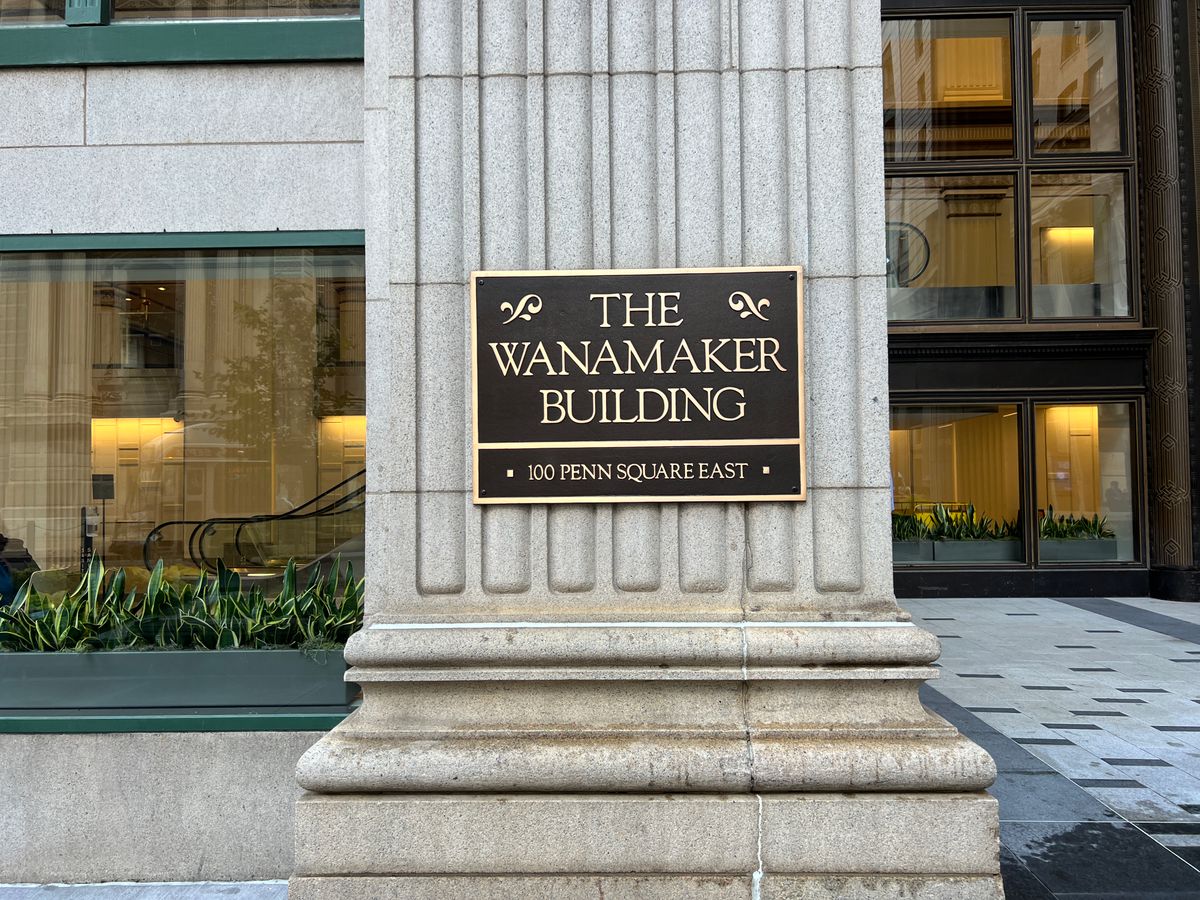 THE
WANAMAKER
BUILDING
100 PENN SQUARE EAST